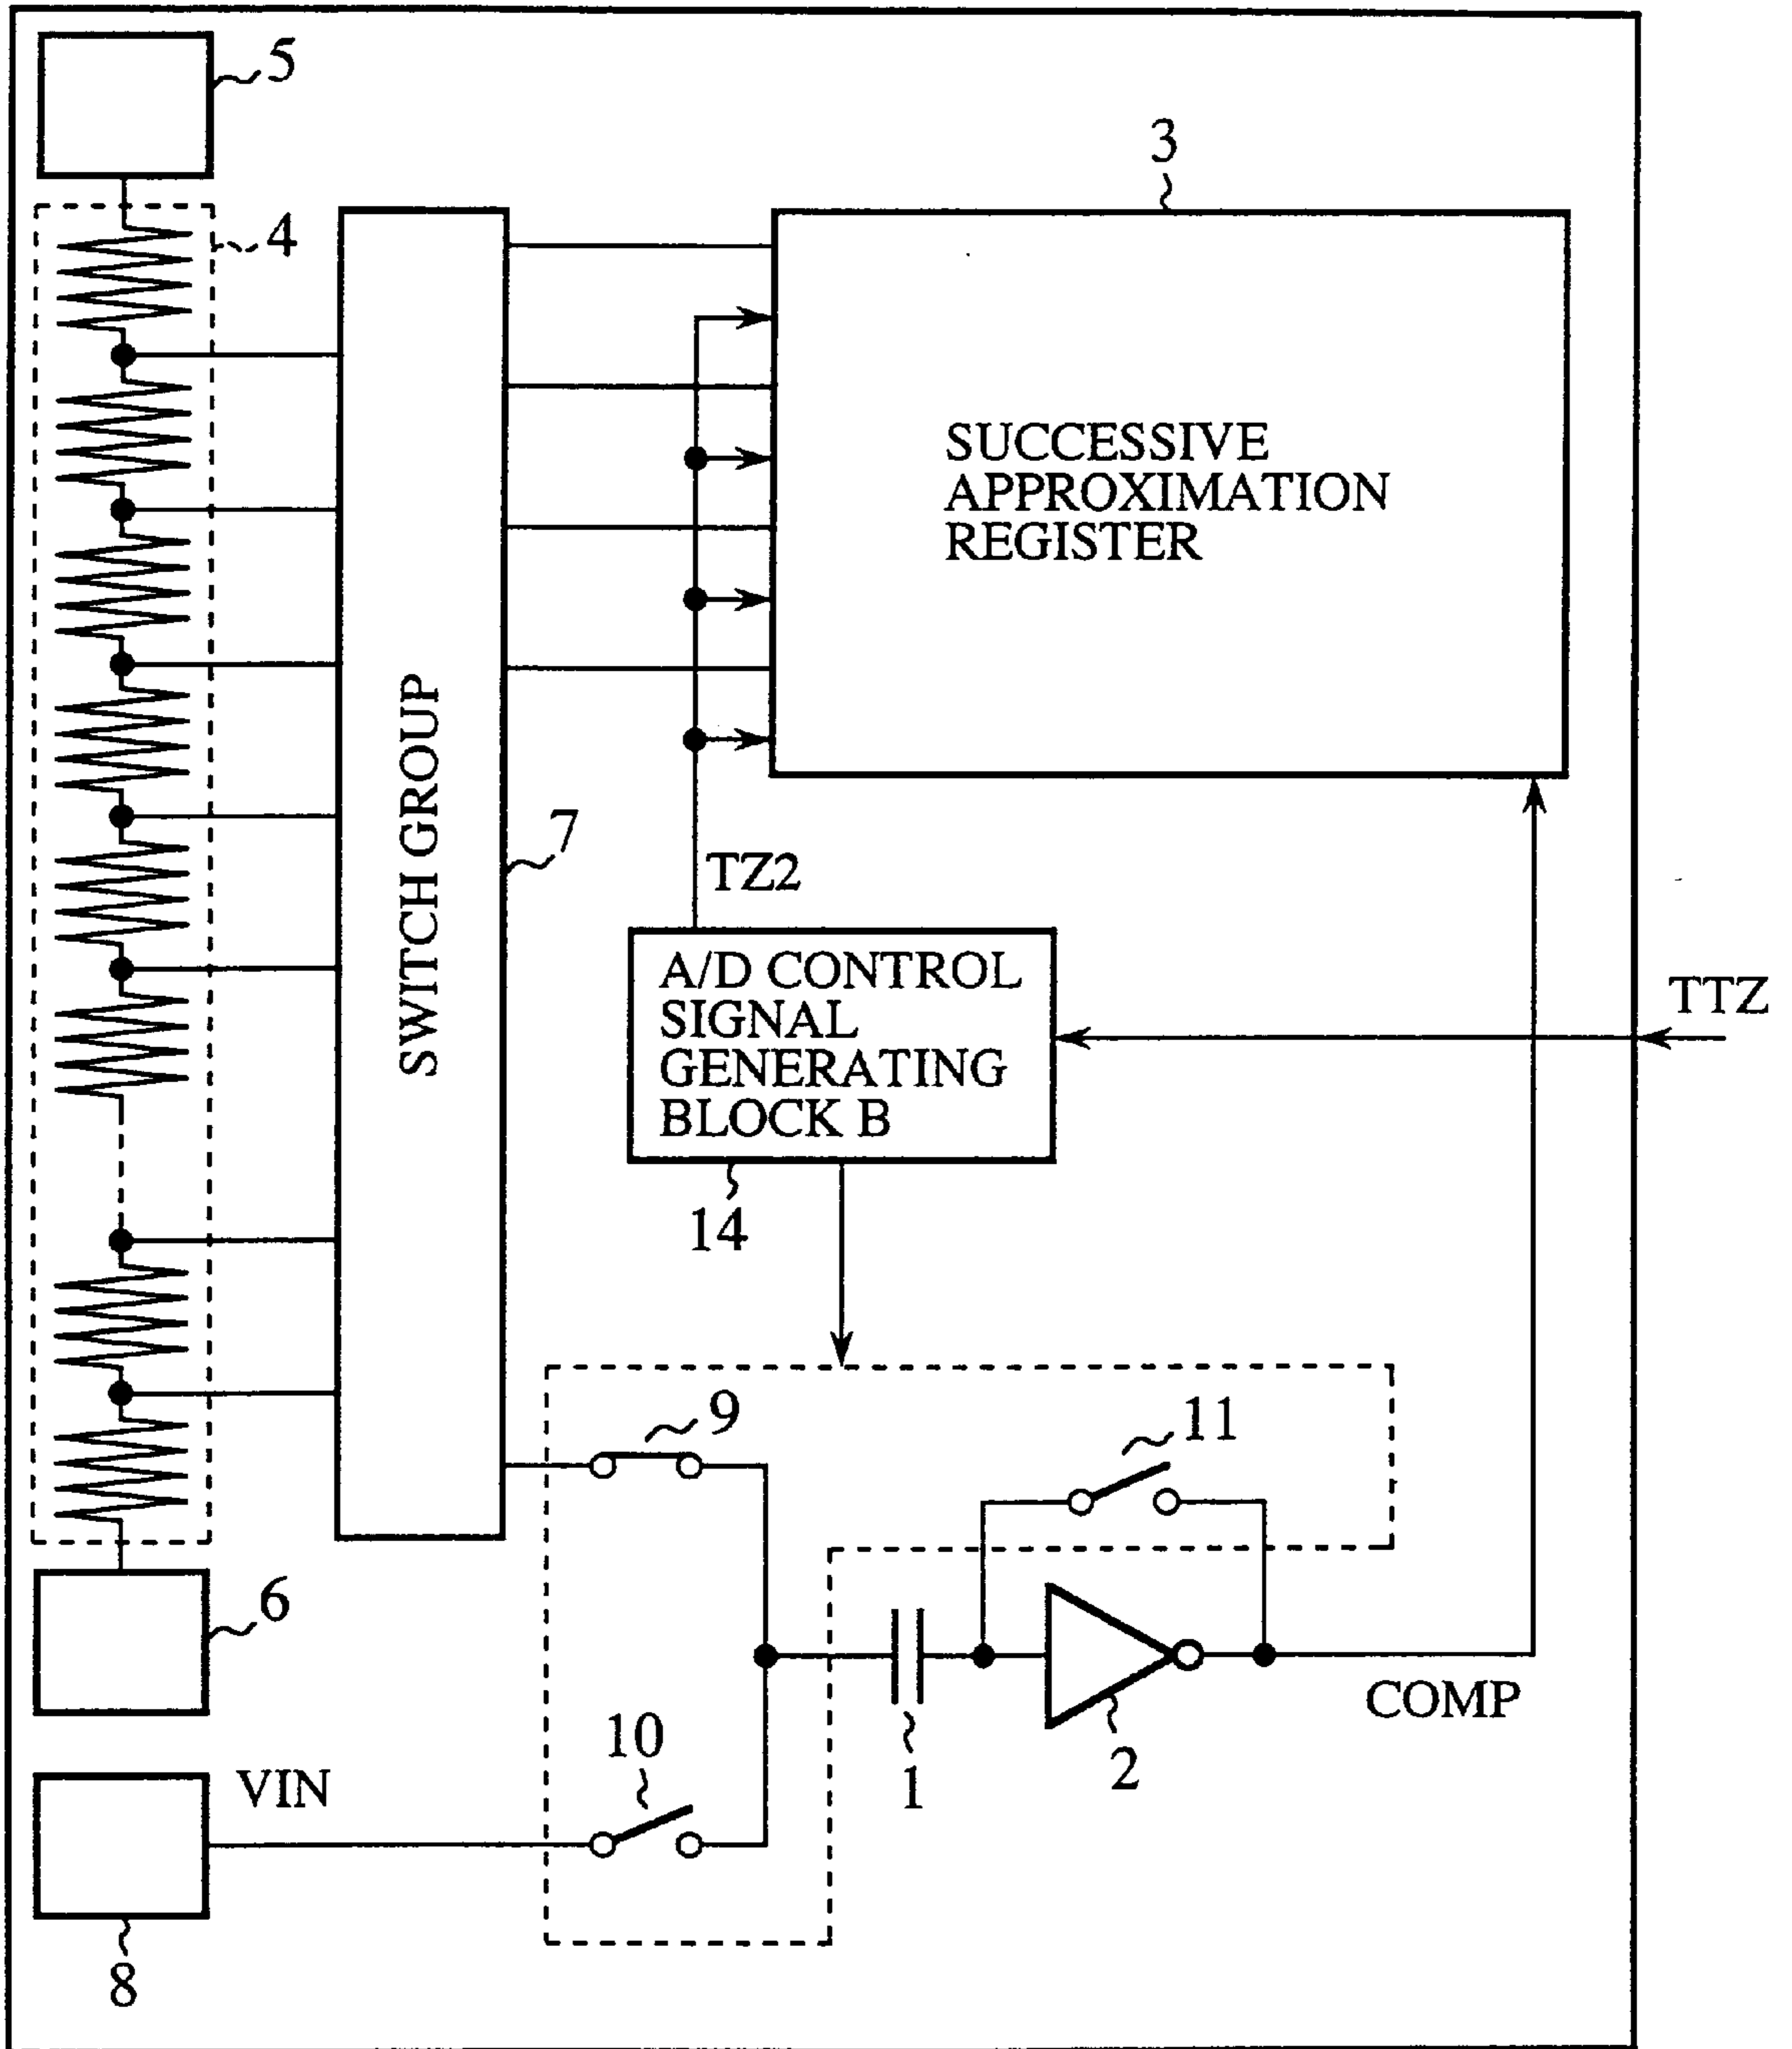 5
3
4
SUCCESSIVE
APPROXIMATION
REGISTER
SWITCH GROUP
7
TZ2
A/D CONTROL
SIGNAL
GENERATING
BLOCK B
TTZ
14
9
11
6
COMP
10
VIN
1
2
8